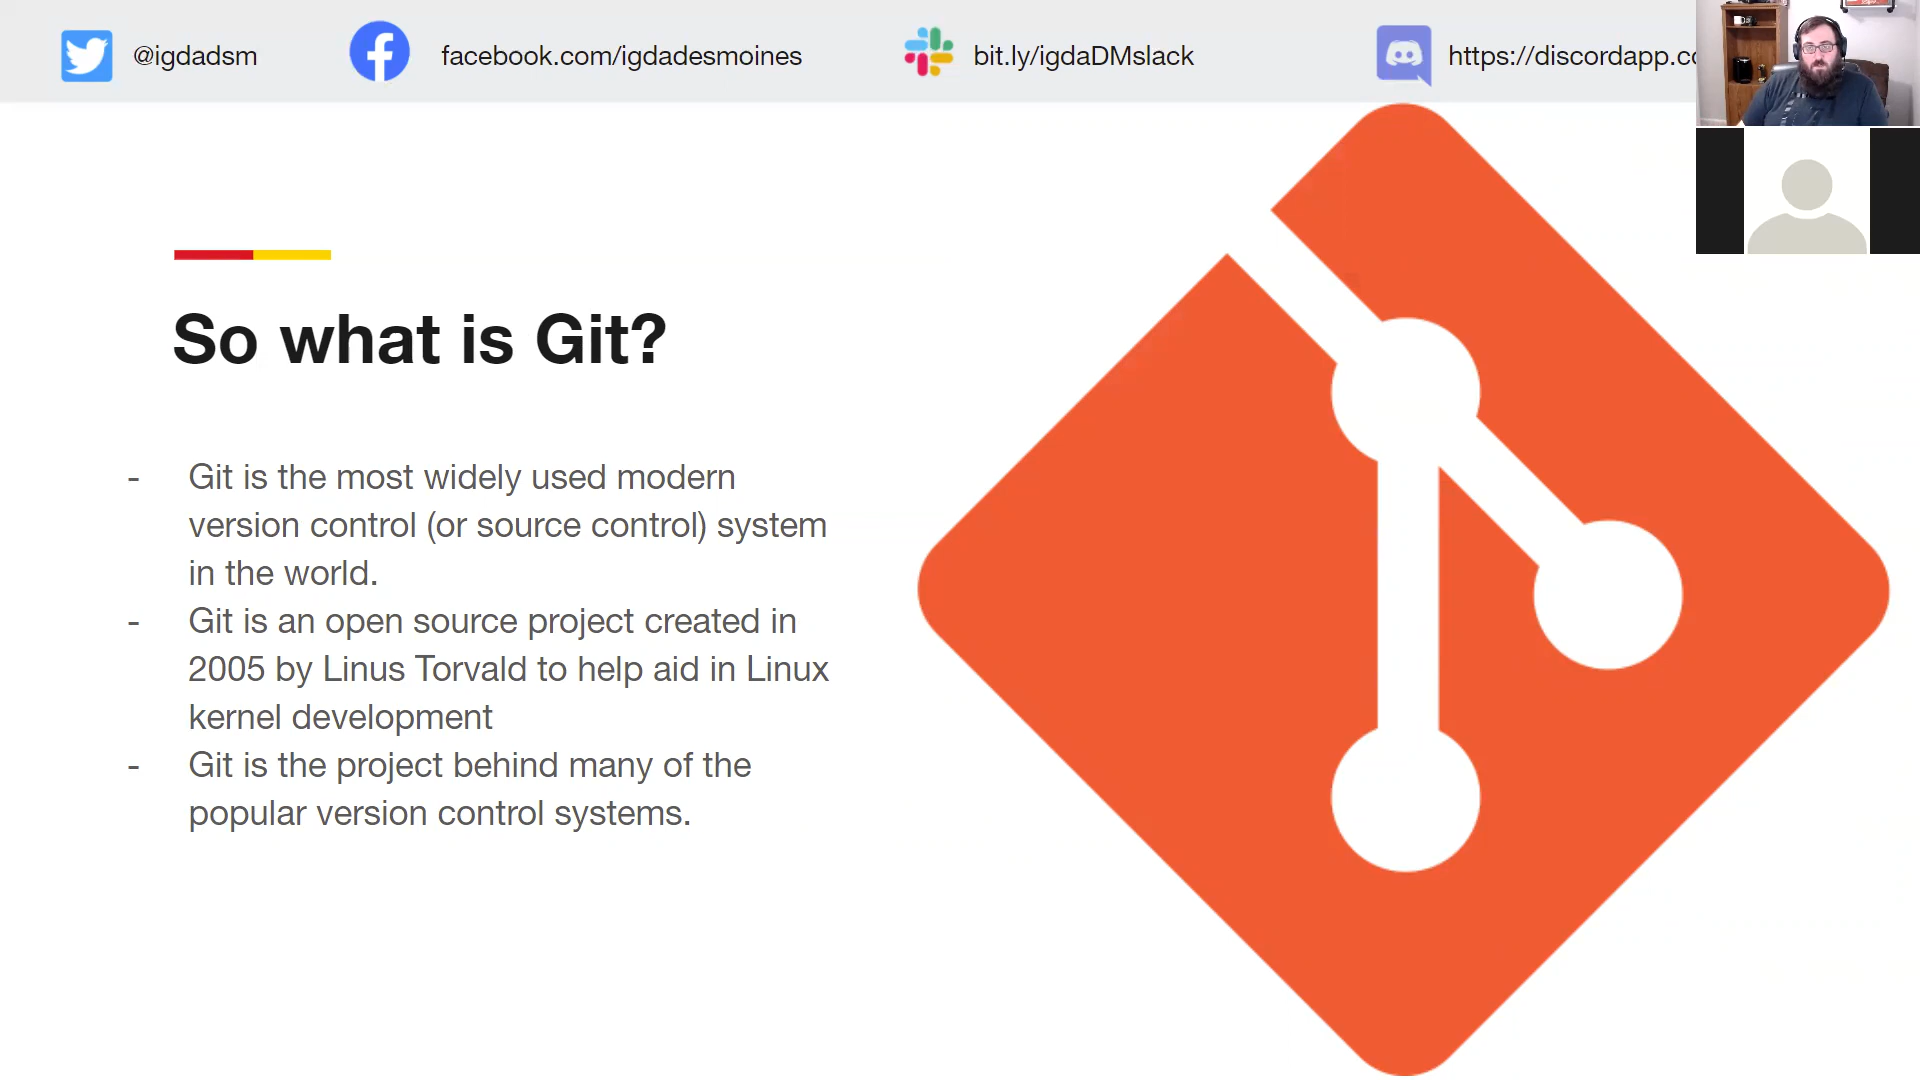 @igdadsm
facebook.com/igdadesmoines
bit.ly/igdaDMslack
https://discordapp.co
So what is Git?
- Git is the most widely used modern
version control (or source control) system
in the world.
- Git is an open source project created in
2005 by Linus Torvald to help aid in Linux
kernel development
- Git is the project behind many of the
popular version control systems.